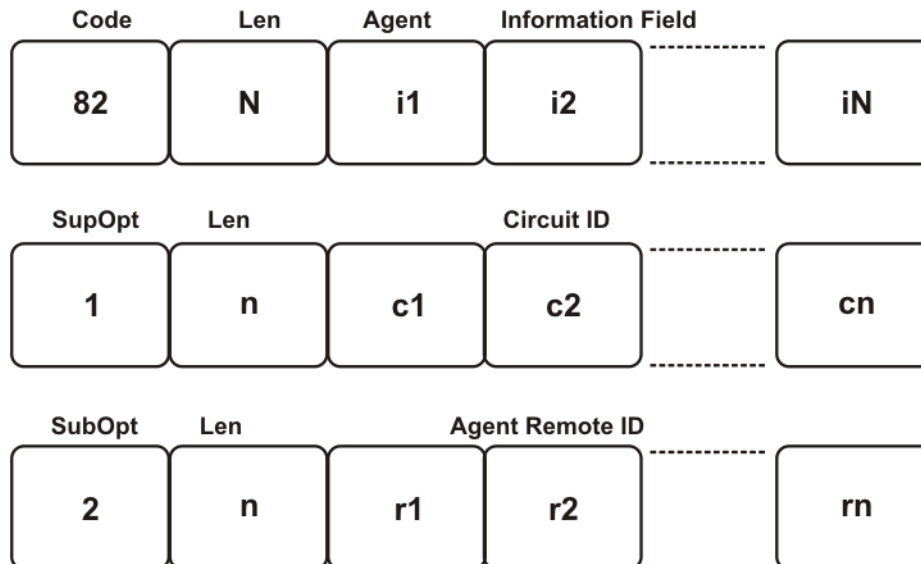 Code Len Agent Information Field
82 N i1 i2 iN
SupOpt Len Circuit ID
1 n c1 c2 cn
SubOpt Len Agent Remote ID
2 n r1 r2 rn